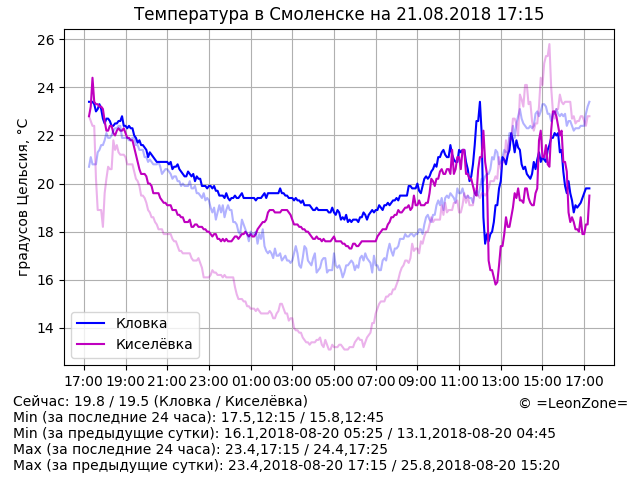 Температура в Смоленске на 21.08.2018 17:15
градусов Цельсия, °C
26
24
22
20
18
16
14
Кловка
Киселёвка
17:00 19:00 21:00 23:00 01:00 03:00 05:00 07:00 09:00 11:00 13:00 15:00 17:00
Сейчас: 19.8 / 19.5 (Кловка / Киселёвка)
© =LeonZone=
Min (за последние 24 часа): 17.5,12:15 / 15.8,12:45
Min (за предыдущие сутки): 16.1,2018-08-20 05:25 / 13.1,2018-08-20 04:45
Max (за последние 24 часа): 23.4,17:15 / 24.4,17:25
Max (за предыдущие сутки): 23.4,2018-08-20 17:15 / 25.8,2018-08-20 15:20